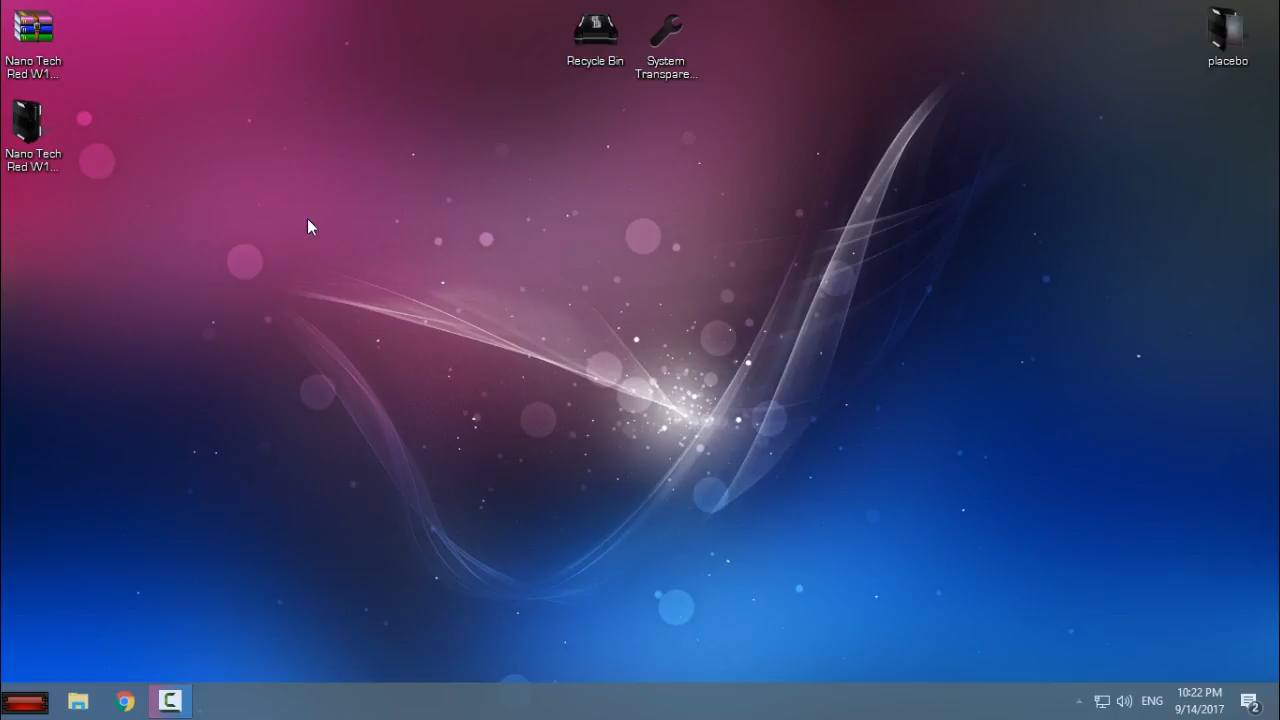 Nano Tech
Red W1...
Nano Tech
Red W1...
Recycle Bin
System
Transpare...
placebo
ENG
10:22 PM
9/14/2017
2